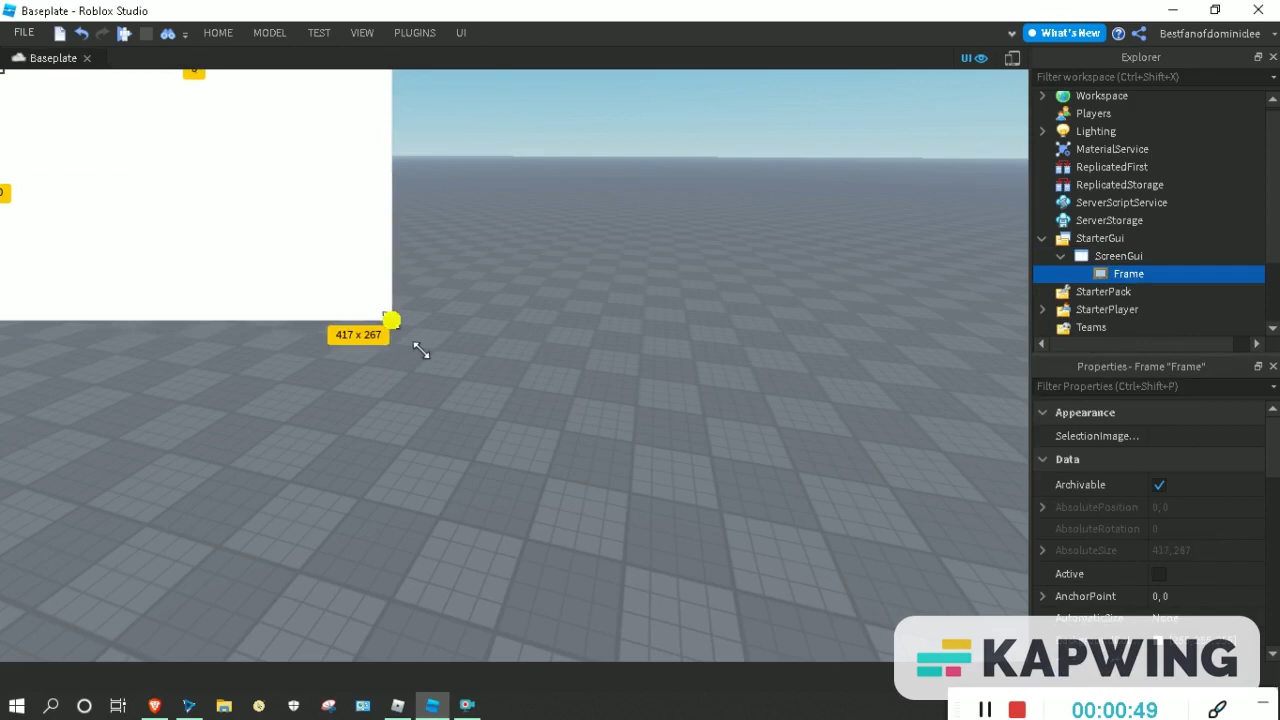 Baseplate - Roblox Studio
FILE HOME MODEL TEST VIEW PLUGINS UI What's New Bestfanofdominiclee
Baseplate UI Explorer
Filter workspace (Ctrl+Shift+X)
Workspace
Players
Lighting
MaterialService
ReplicatedFirst
ReplicatedStorage
ServerScriptService
ServerStorage
StarterGui
ScreenGui
Frame
StarterPack
StarterPlayer
Teams
417 x 267
Properties - Frame "Frame"
Filter Properties (Ctrl+Shift+P)
Appearance
SelectionImage...
Data
Archivable
AbsolutePosition 0,0
AbsoluteRotation 0
AbsoluteSize 417,267
Active
AnchorPoint 0,0
AutomaticSize None
KAPWING
00:00:49